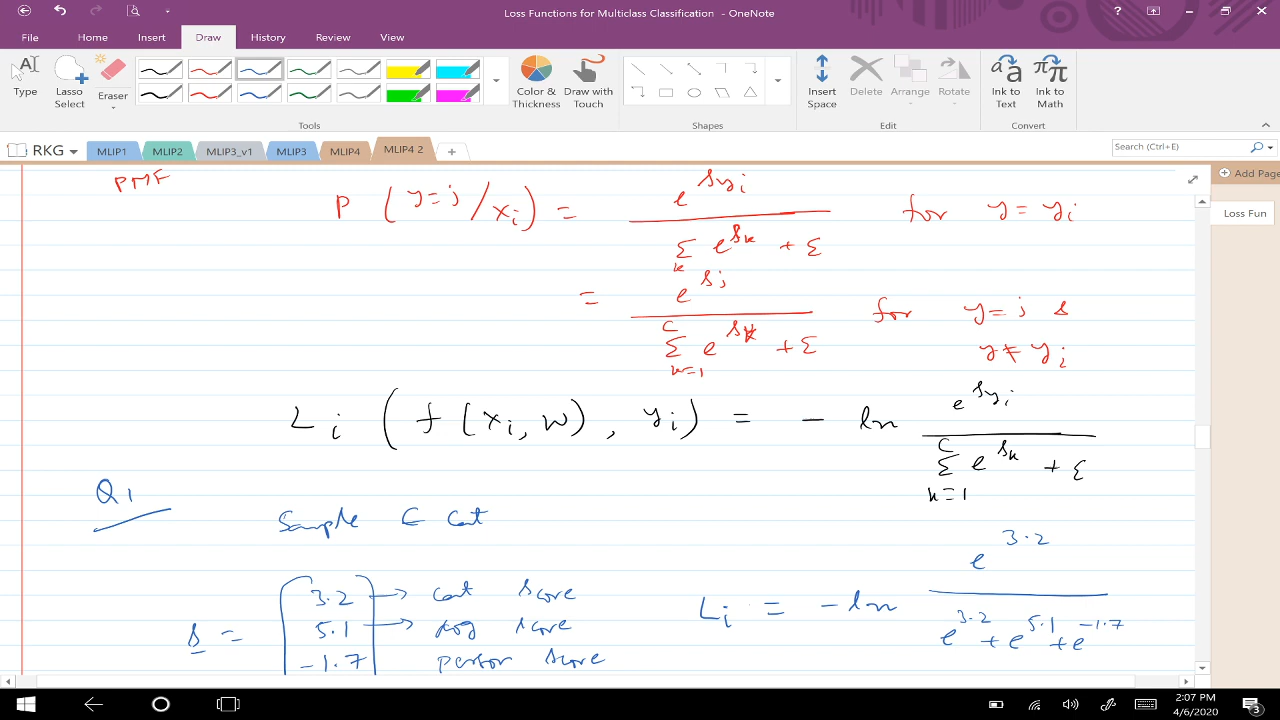 Loss Functions for Multiclass Classification - OneNote
File Home Insert Draw History Review View
Type Lasso Select Eraser Color & Thickness Draw with Touch Insert Space Delete Arrange Rotate Ink to Text Ink to Math
Tools Shapes Edit Convert
RKG MLIP1 MLIP2 MLIP3_v1 MLIP3 MLIP4 MLIP4 2 Search (Ctrl+E)
Add Page
Loss Fun
PMF
P (y=j/xi) = e^syi / Σk e^sk + Σ for y = yi
= e^sj / Σ^C k=1 e^sk + Σ for y=j &
y≠yi
Li (f(xi, W), yi) = - ln e^syi / Σ^C k=1 e^sk + Σ
Q1
Sample ∈ Cat
s = [3.2 → cat score
5.1 → dog score
-1.7 person score
Li = - ln e^3.2 / e^3.2 + e^5.1 + e^-1.7
2:07 PM
4/6/2020
3